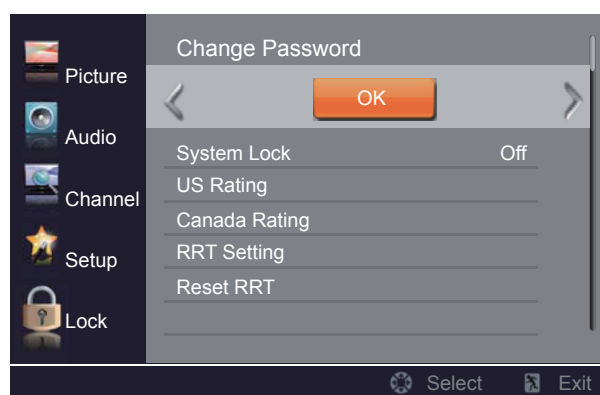 Picture
Audio
Channel
Setup
Lock
Change Password
OK
System Lock Off
US Rating
Canada Rating
RRT Setting
Reset RRT
Select Exit